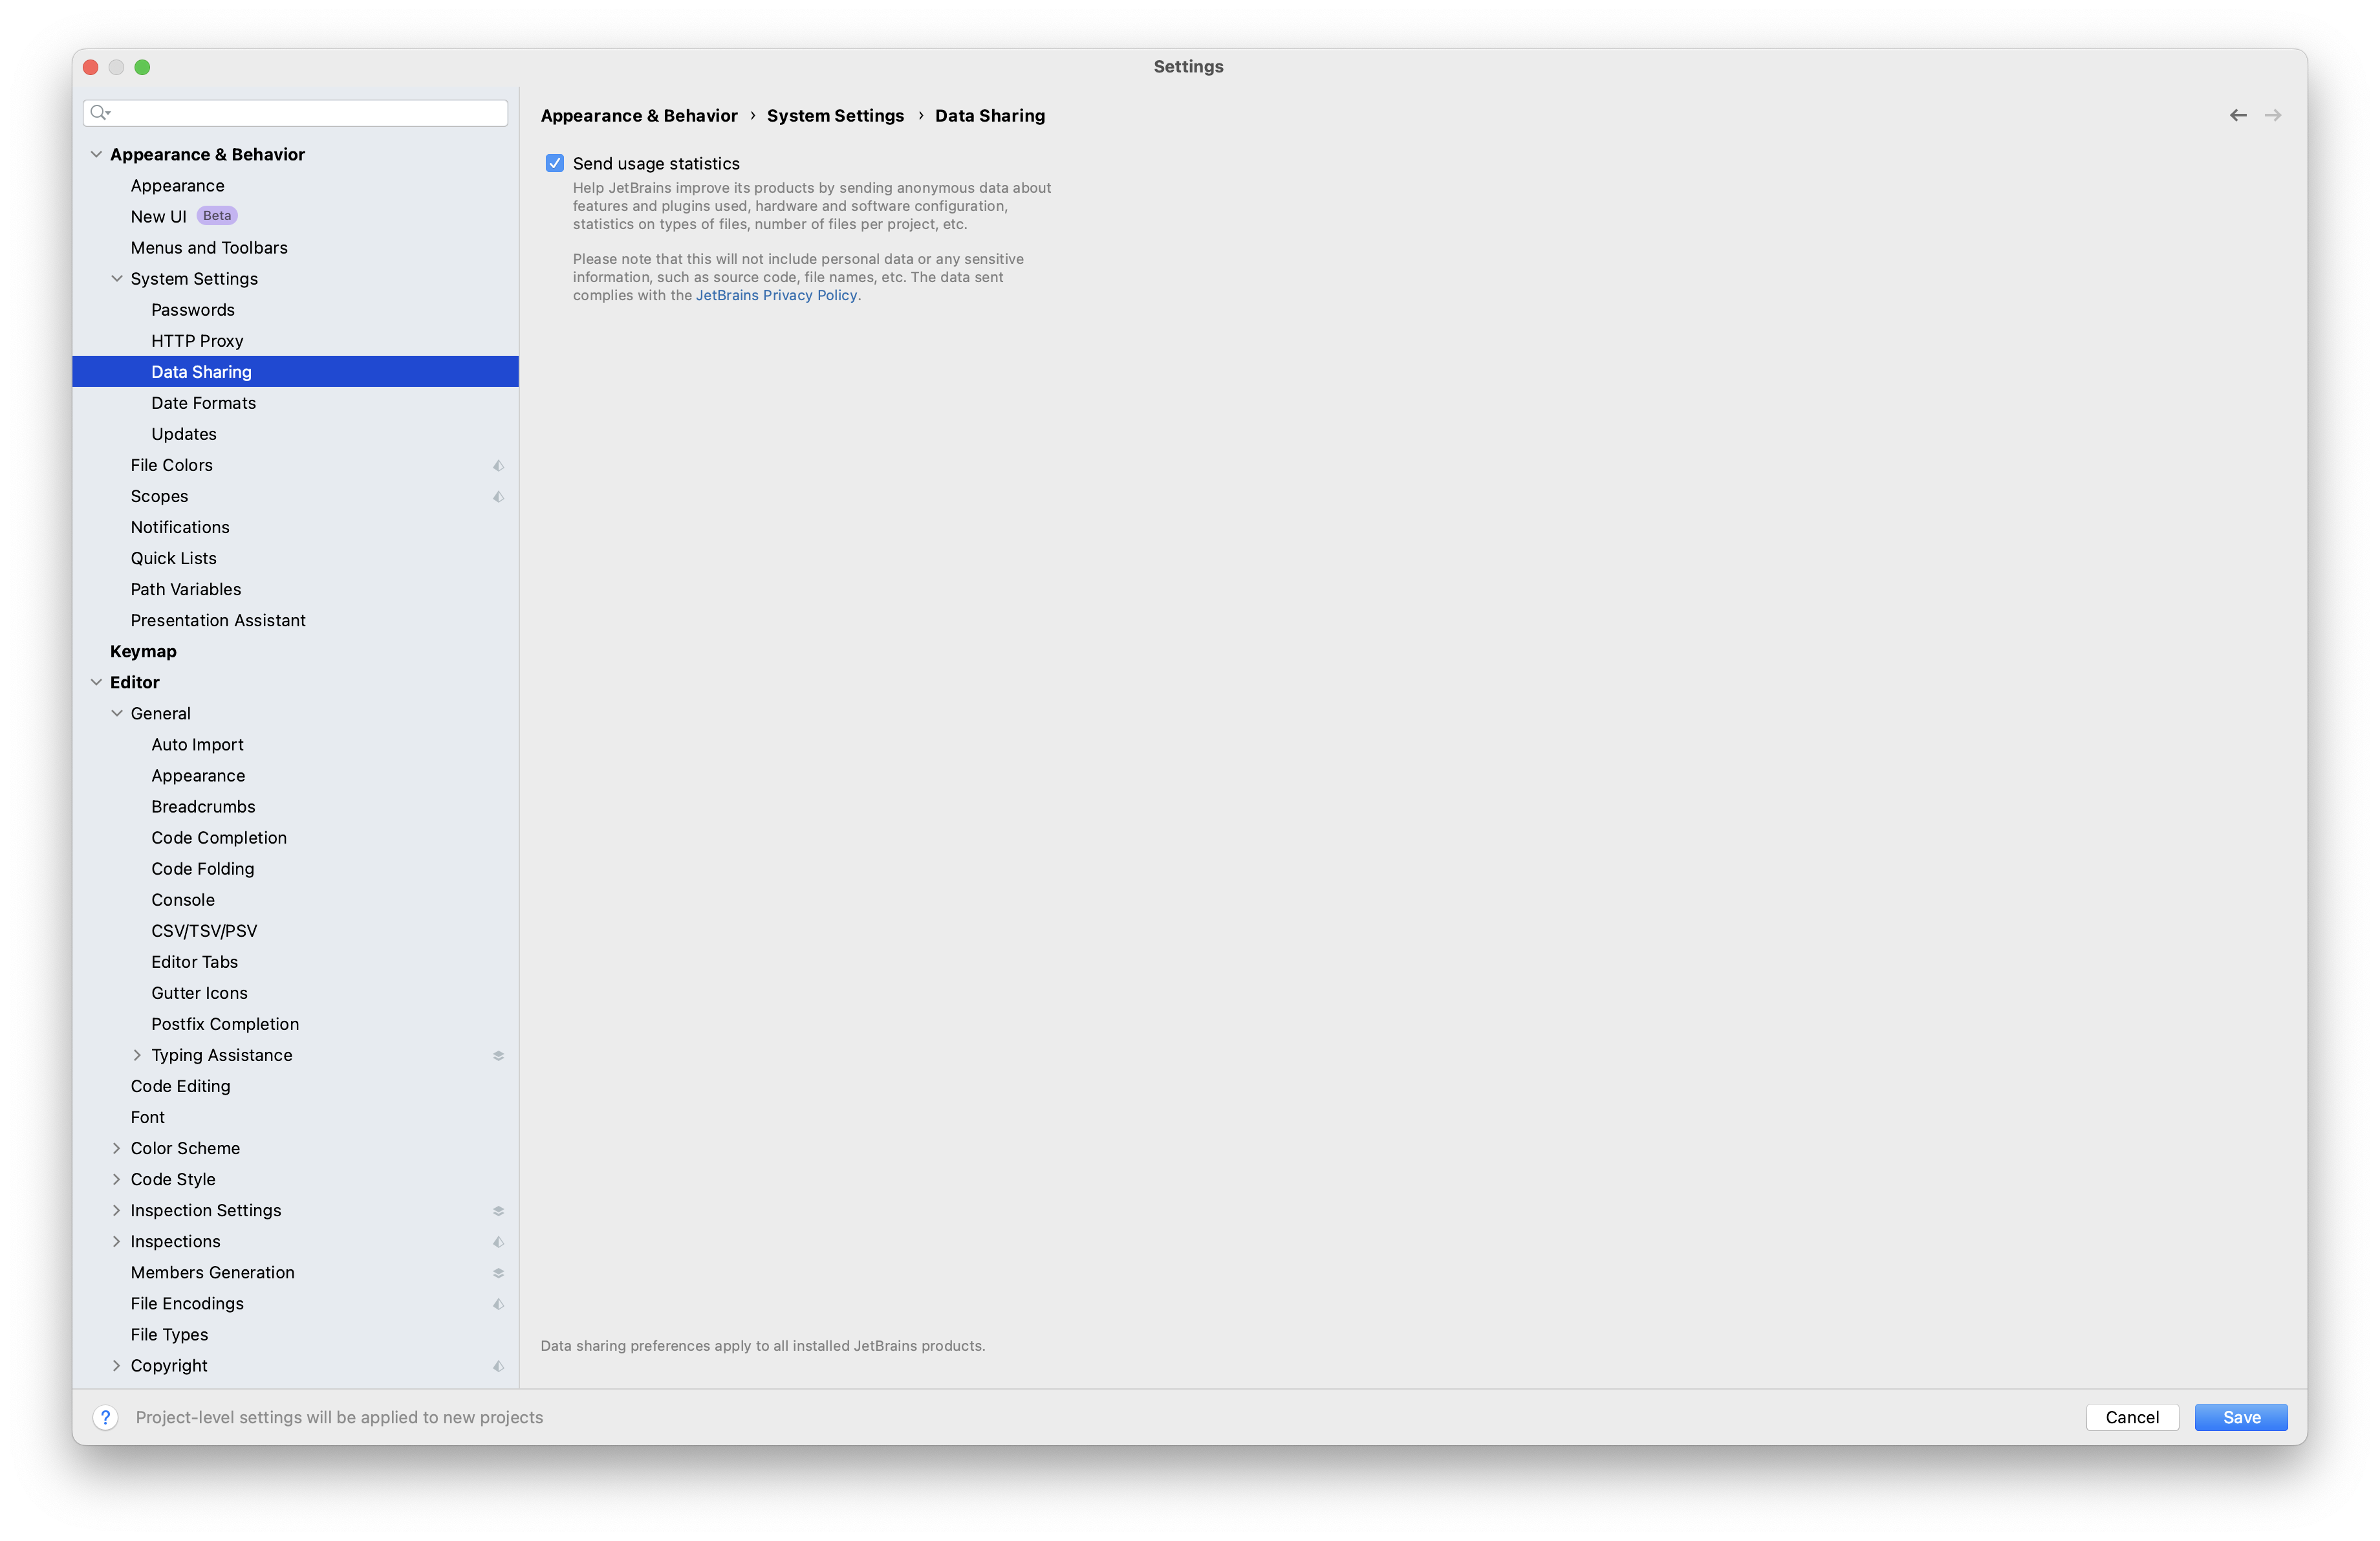 Settings
Appearance & Behavior
Appearance
New UI Beta
Menus and Toolbars
System Settings
Passwords
HTTP Proxy
Data Sharing
Date Formats
Updates
File Colors
Scopes
Notifications
Quick Lists
Path Variables
Presentation Assistant
Keymap
Editor
General
Auto Import
Appearance
Breadcrumbs
Code Completion
Code Folding
Console
CSV/TSV/PSV
Editor Tabs
Gutter Icons
Postfix Completion
Typing Assistance
Code Editing
Font
Color Scheme
Code Style
Inspection Settings
Inspections
Members Generation
File Encodings
File Types
Copyright
Appearance & Behavior › System Settings › Data Sharing
Send usage statistics
Help JetBrains improve its products by sending anonymous data about
features and plugins used, hardware and software configuration,
statistics on types of files, number of files per project, etc.
Please note that this will not include personal data or any sensitive
information, such as source code, file names, etc. The data sent
complies with the JetBrains Privacy Policy.
Data sharing preferences apply to all installed JetBrains products.
? Project-level settings will be applied to new projects
Cancel
Save